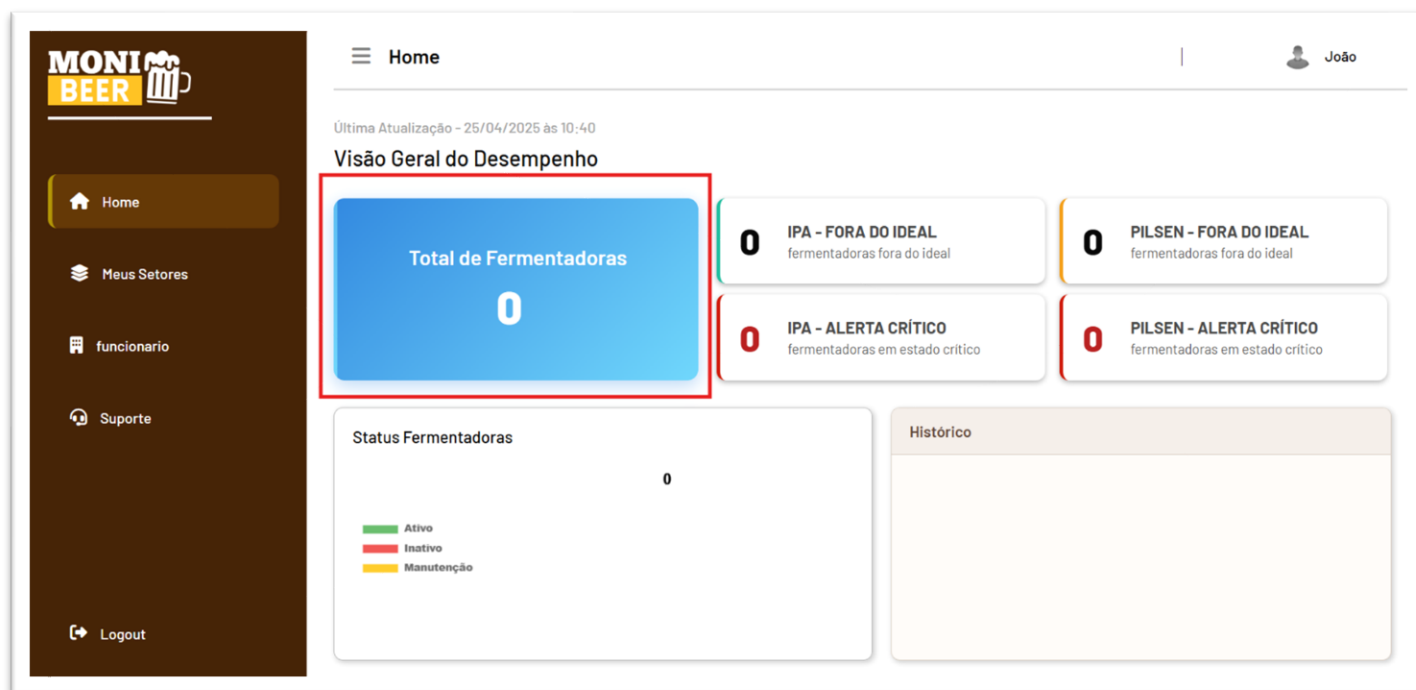 MONI
BEER
Home
Meus Setores
funcionario
Suporte
Logout
Home
João
Última Atualização - 25/04/2025 às 10:40
Visão Geral do Desempenho
Total de Fermentadoras
0
0
IPA - FORA DO IDEAL
fermentadoras fora do ideal
0
PILSEN - FORA DO IDEAL
fermentadoras fora do ideal
0
IPA - ALERTA CRÍTICO
fermentadoras em estado crítico
0
PILSEN - ALERTA CRÍTICO
fermentadoras em estado crítico
Status Fermentadoras
0
Ativo
Inativo
Manutenção
Histórico